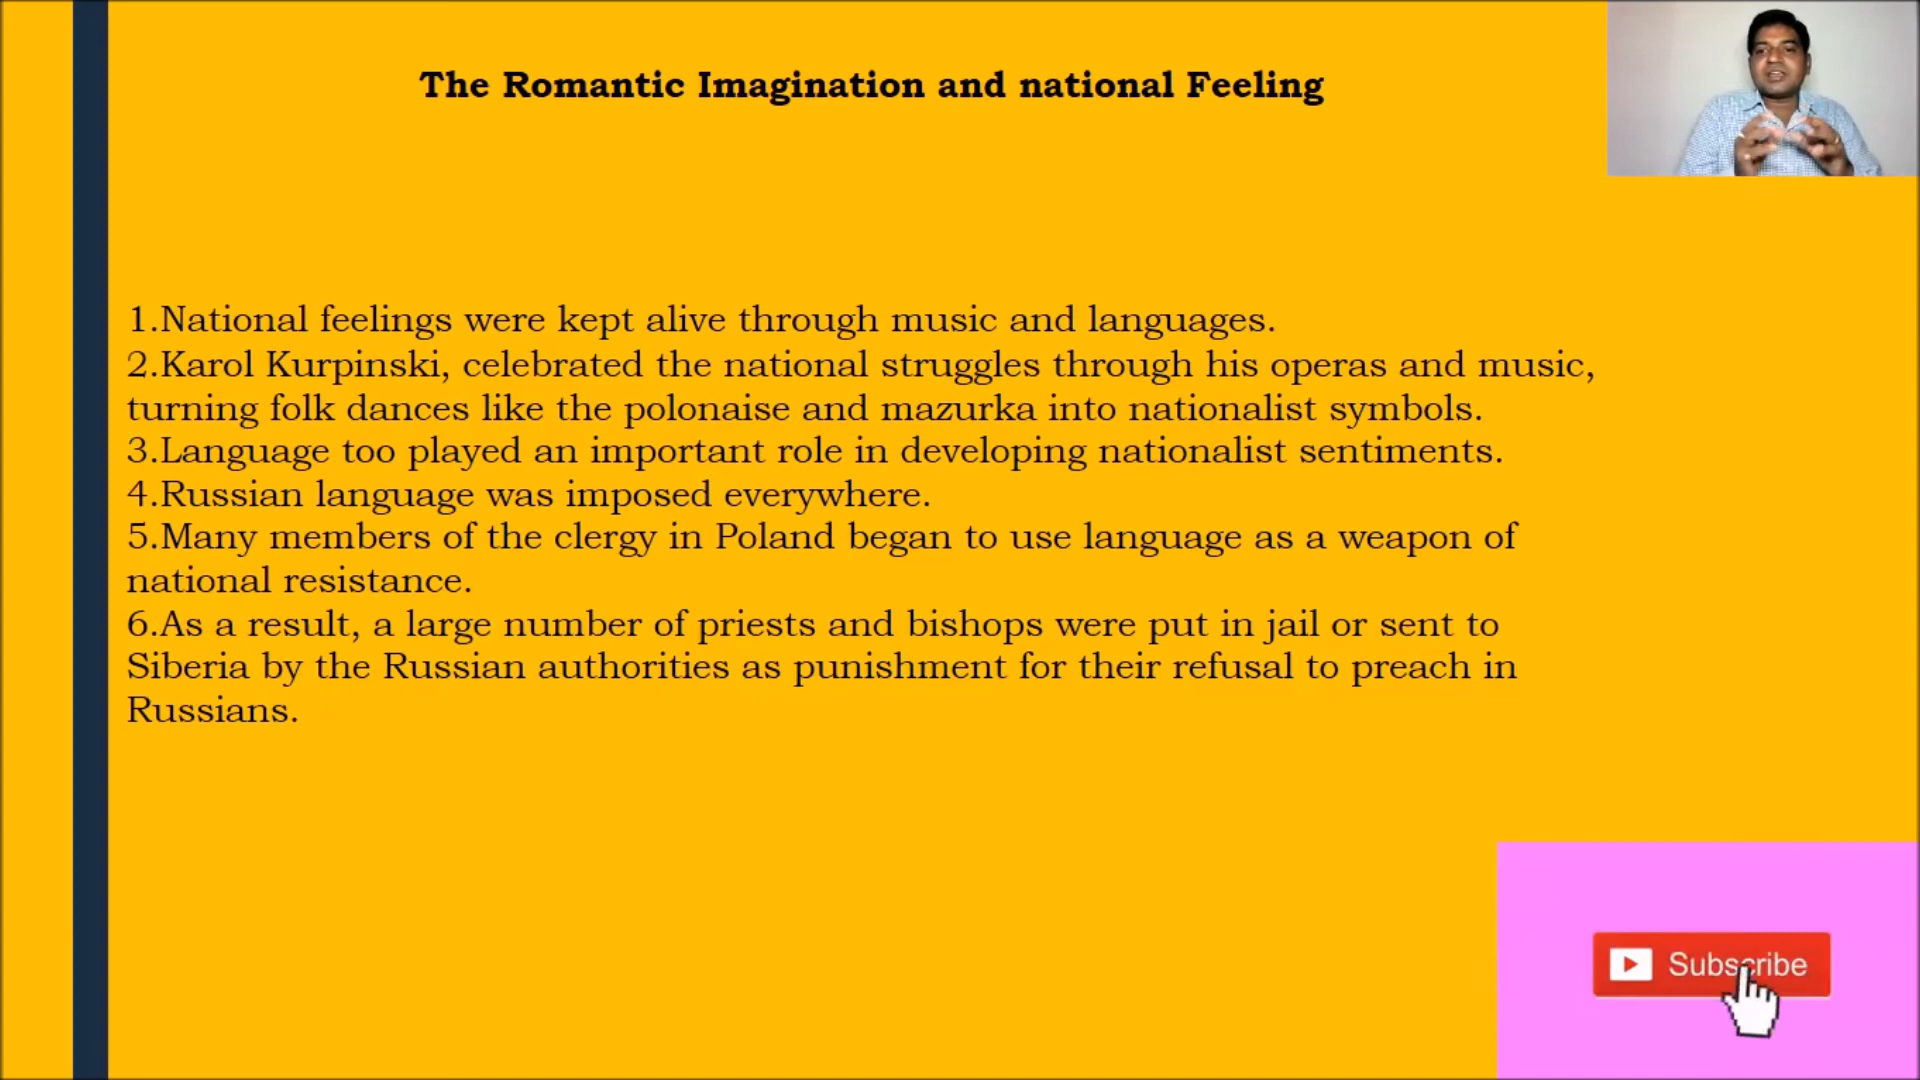 The Romantic Imagination and national Feeling
1.National feelings were kept alive through music and languages.
2.Karol Kurpinski, celebrated the national struggles through his operas and music,
turning folk dances like the polonaise and mazurka into nationalist symbols.
3.Language too played an important role in developing nationalist sentiments.
4.Russian language was imposed everywhere.
5.Many members of the clergy in Poland began to use language as a weapon of
national resistance.
6.As a result, a large number of priests and bishops were put in jail or sent to
Siberia by the Russian authorities as punishment for their refusal to preach in
Russians.
Subscribe